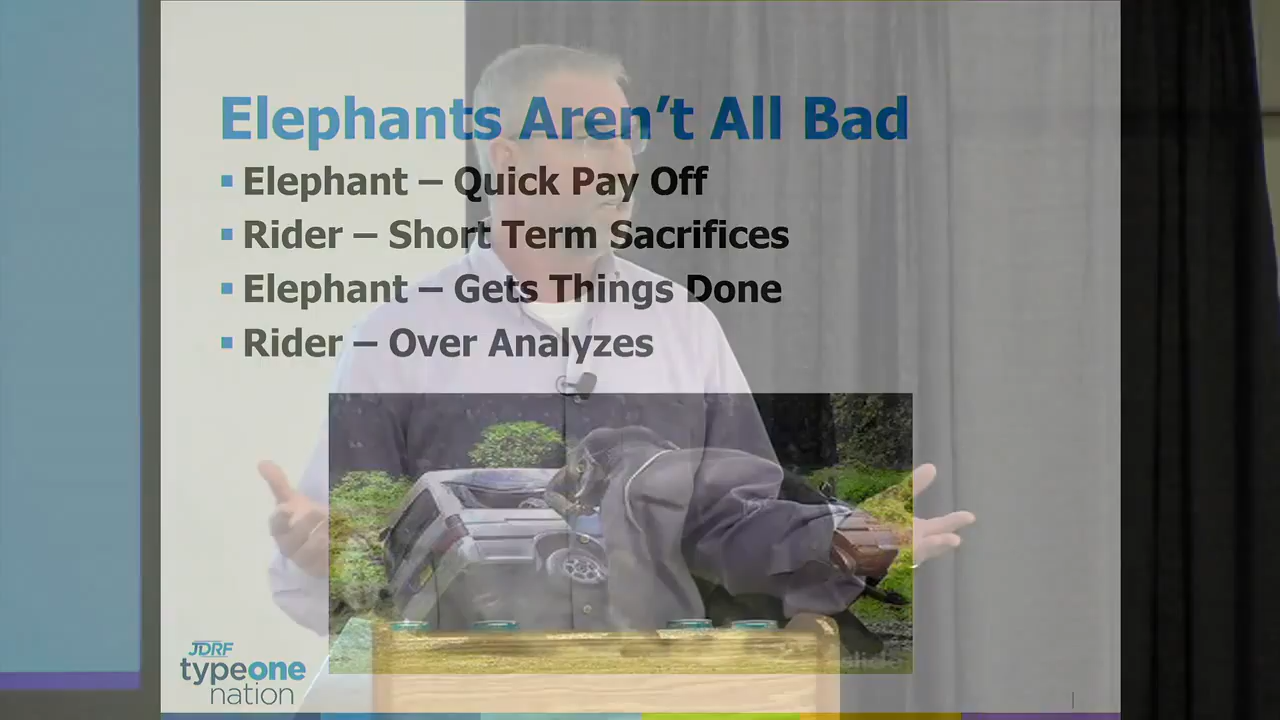 Elephants Aren't All Bad
Elephant – Quick Pay Off
Rider – Short Term Sacrifices
Elephant – Gets Things Done
Rider – Over Analyzes
JDRF
typeone
nation